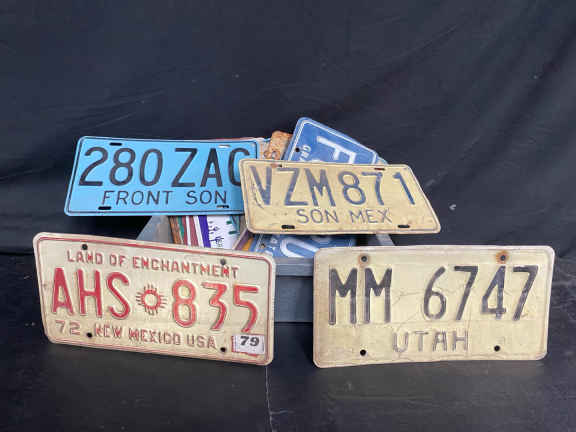 280 ZAC
FRONT SON
VZM 871
SON MEX
LAND OF ENCHANTMENT
AHS 835
72 NEW MEXICO USA 79
MM 6747
UTAH